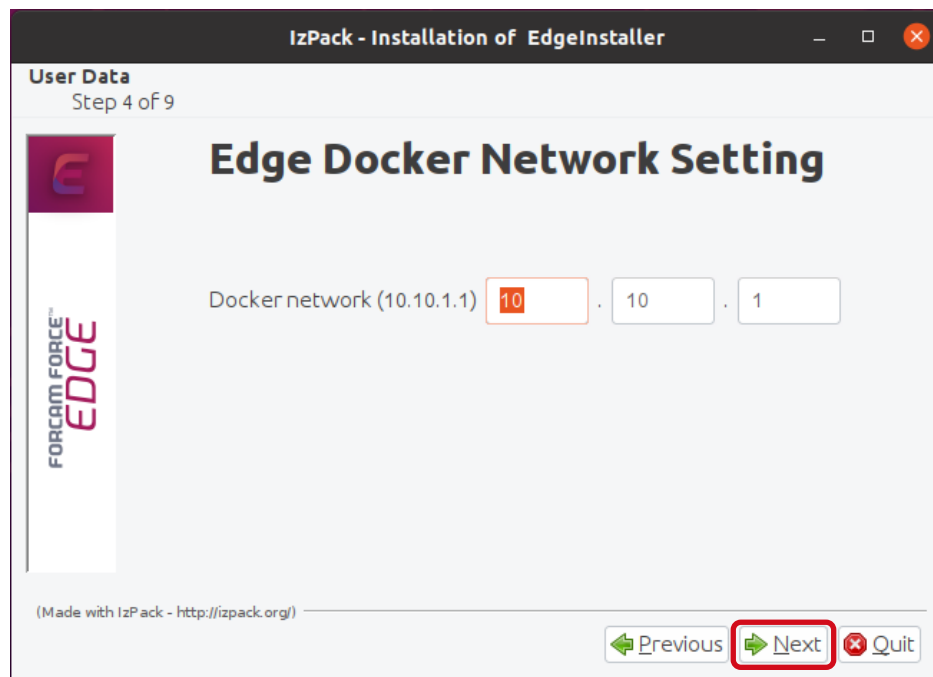 IzPack - Installation of EdgeInstaller
User Data
Step 4 of 9
Edge Docker Network Setting
Docker network (10.10.1.1) 10 . 10 . 1
FORCAM FORCE™
EDGE
(Made with IzPack - http://izpack.org/)
Previous Next Quit